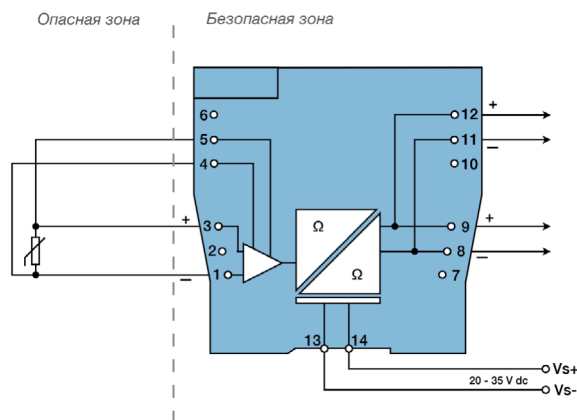 Опасная зона Безопасная зона
6 12 +
5 11 –
4 10
+ 3 Ω 9 +
2 Ω 8 –
– 1 7
13 14
Vs+
20 - 35 V dc
Vs-